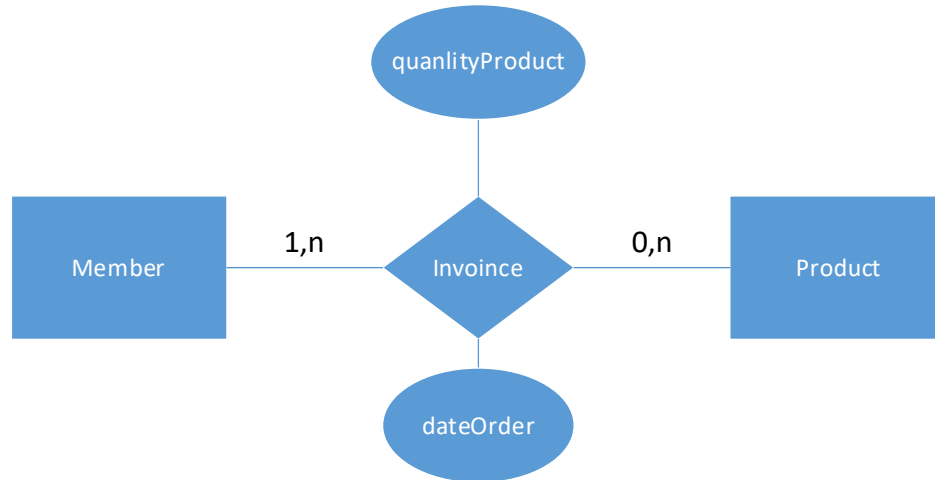 quanlityProduct
1,n
0,n
Member
Invoince
Product
dateOrder